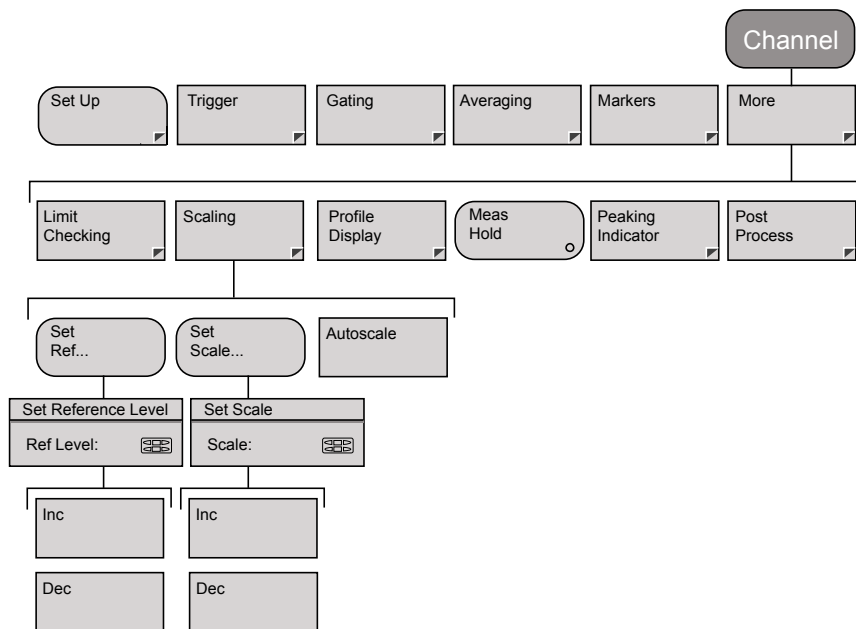 Channel
Set Up
Trigger
Gating
Averaging
Markers
More
Limit
Checking
Scaling
Profile
Display
Meas
Hold
Peaking
Indicator
Post
Process
Set
Ref...
Set
Scale...
Autoscale
Set Reference Level
Ref Level:
Set Scale
Scale:
Inc
Inc
Dec
Dec